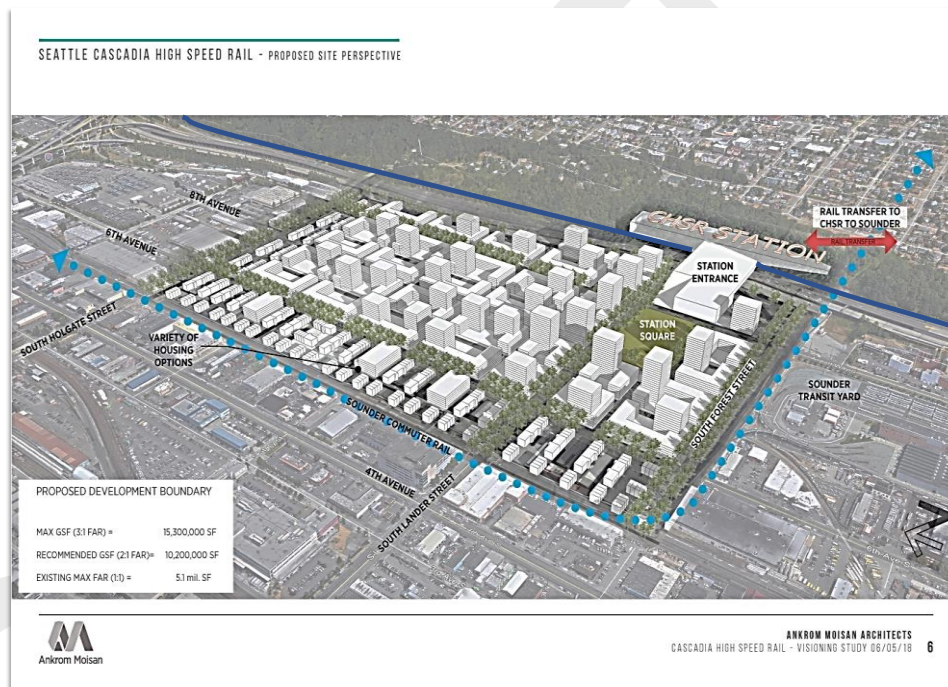 SEATTLE CASCADIA HIGH SPEED RAIL - PROPOSED SITE PERSPECTIVE
8TH AVENUE
6TH AVENUE
CHSR STATION
RAIL TRANSFER TO
CHSR TO SOUNDER
RAIL TRANSFER
STATION
ENTRANCE
STATION
SQUARE
SOUTH HOLGATE STREET
VARIETY OF
HOUSING
OPTIONS
SOUTH FOREST STREET
SOUNDER
TRANSIT YARD
SOUNDER COMMUTER RAIL
4TH AVENUE
SOUTH LANDER STREET
PROPOSED DEVELOPMENT BOUNDARY
MAX GSF (3:1 FAR) = 15,300,000 SF
RECOMMENDED GSF (2:1 FAR)= 10,200,000 SF
EXISTING MAX FAR (1:1) = 5.1 mil. SF
Ankrom Moisan
ANKROM MOISAN ARCHITECTS
CASCADIA HIGH SPEED RAIL - VISIONING STUDY 06/05/18 6